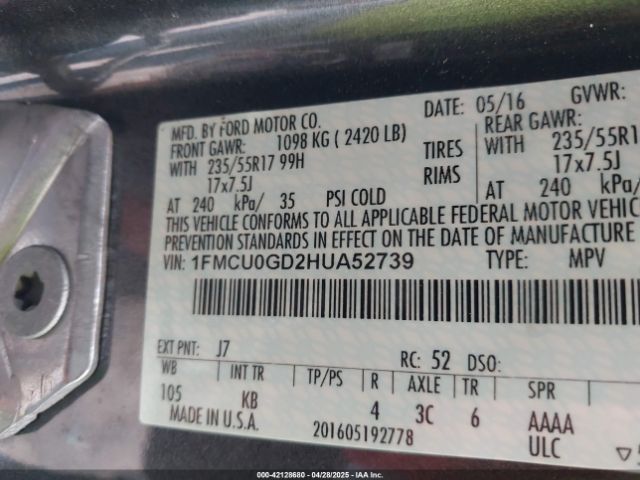 MFD. BY FORD MOTOR CO.
DATE: 05/16 GVWR:
FRONT GAWR: 1098 KG ( 2420 LB)
REAR GAWR:
WITH 235/55R17 99H TIRES WITH 235/55R1
17x7.5J RIMS 17x7.5J
AT 240 kPa/ 35 PSI COLD AT 240 kPa/
THIS VEHICLE CONFORMS TO ALL APPLICABLE FEDERAL MOTOR VEHIC
PREVENTION STANDARDS IN EFFECT ON THE DATE OF MANUFACTURE
VIN: 1FMCU0GD2HUA52739 TYPE: MPV
EXT PNT: J7 RC: 52 DSO:
WB INT TR TP/PS R AXLE TR SPR
105 KB 4 3C 6 AAAA
MADE IN U.S.A. 201605192778 ULC
00-42128680 | 04/28/2025 | iaai.com